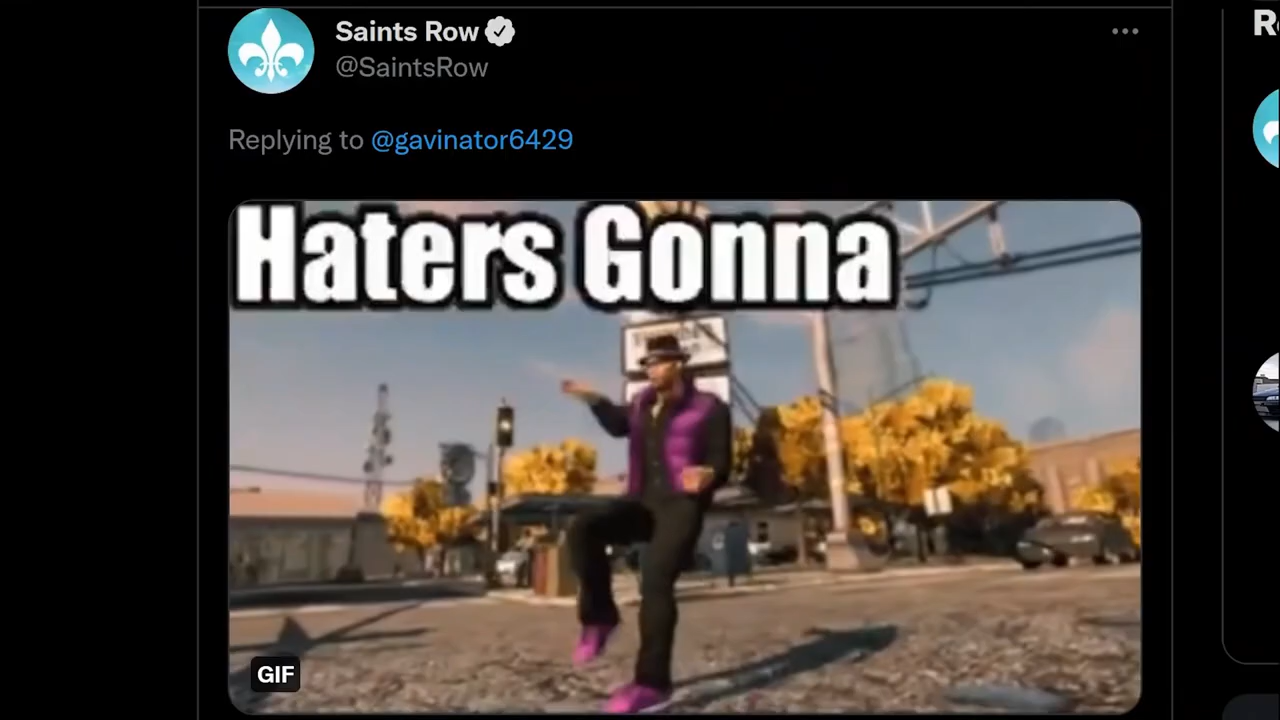 Saints Row
@SaintsRow
Replying to @gavinator6429
Haters Gonna
GIF